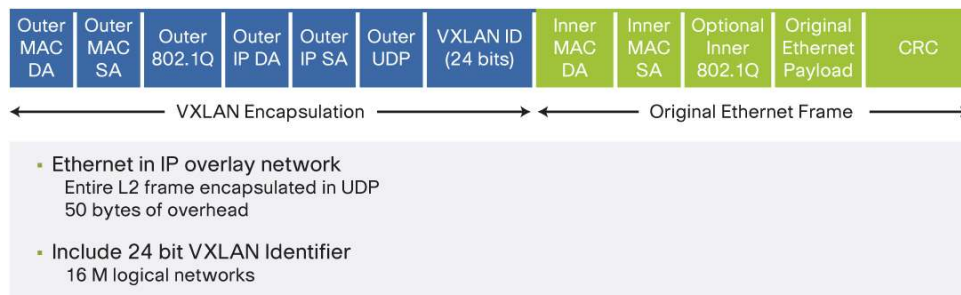 Outer MAC DA
Outer MAC SA
Outer 802.1Q
Outer IP DA
Outer IP SA
Outer UDP
VXLAN ID (24 bits)
Inner MAC DA
Inner MAC SA
Optional Inner 802.1Q
Original Ethernet Payload
CRC
VXLAN Encapsulation
Original Ethernet Frame
▪ Ethernet in IP overlay network
Entire L2 frame encapsulated in UDP
50 bytes of overhead
▪ Include 24 bit VXLAN Identifier
16 M logical networks